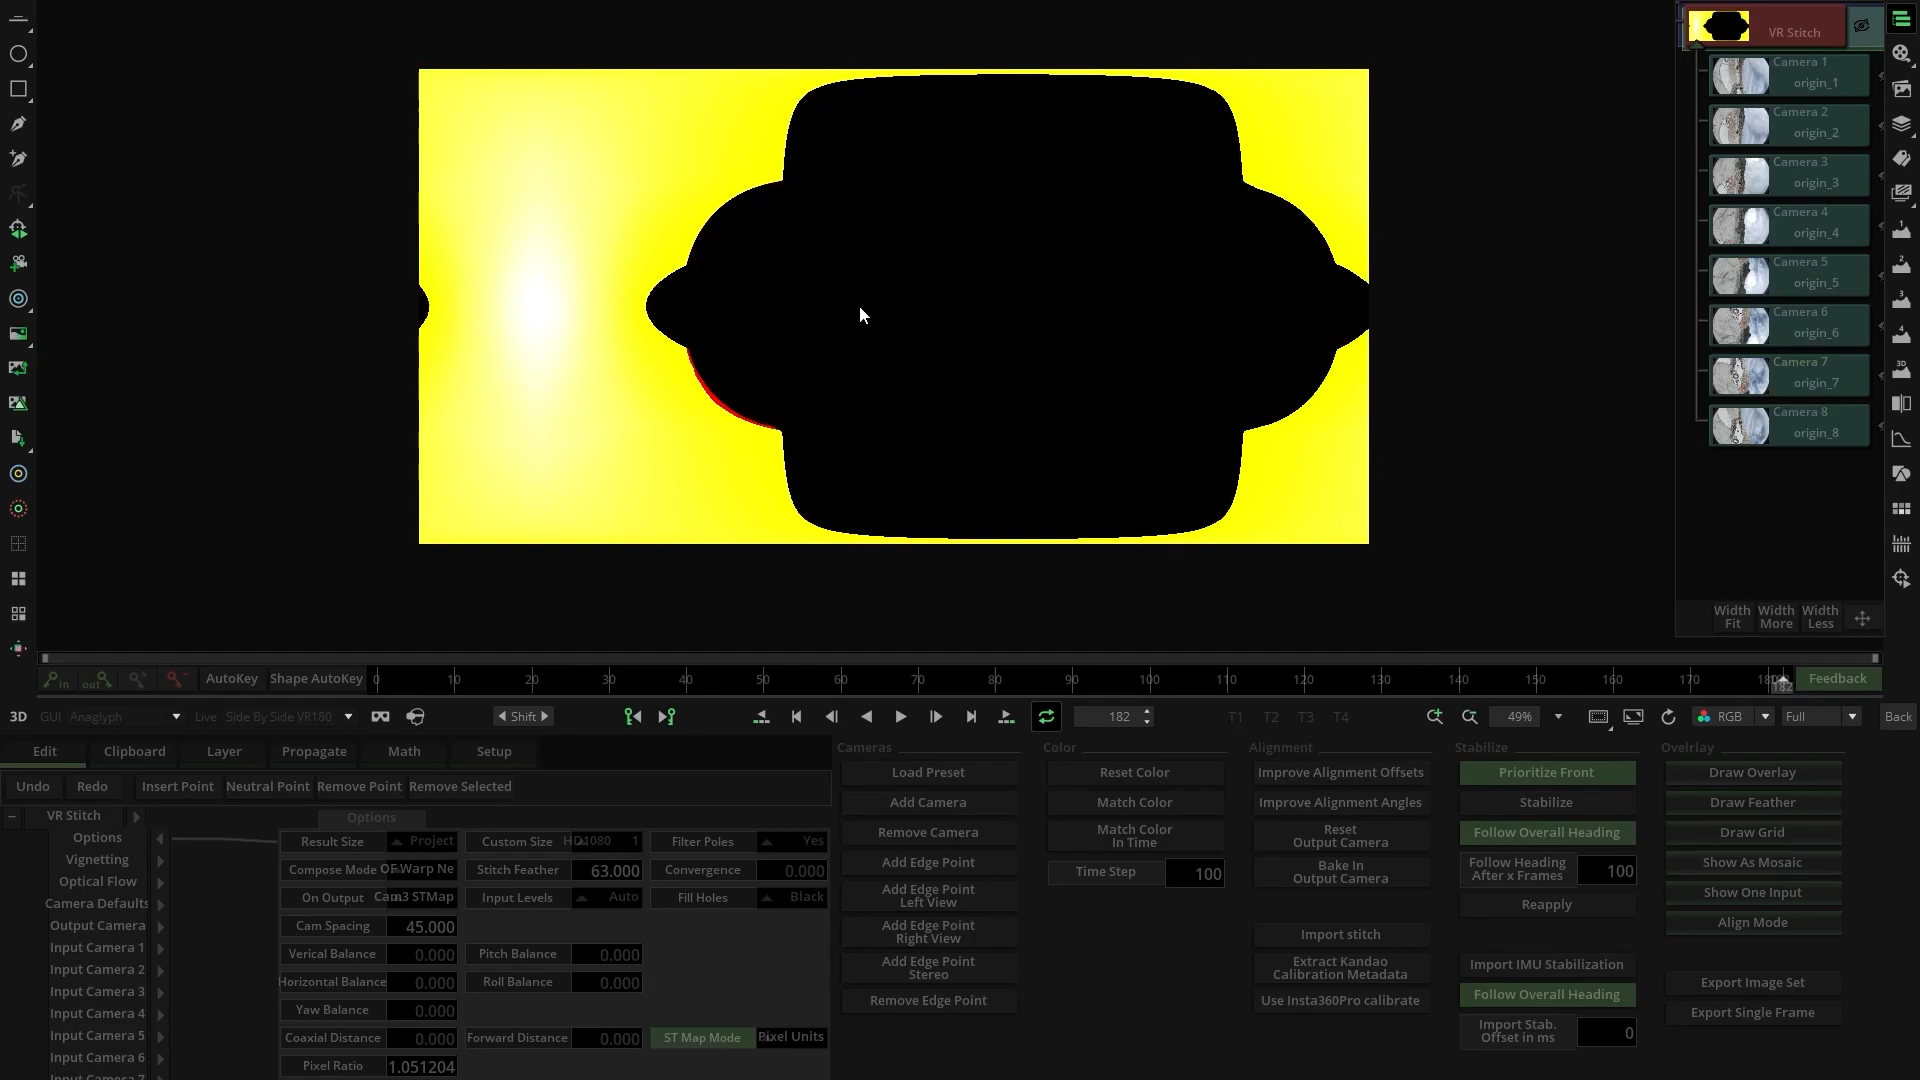 VR Stitch
Camera 1
origin_1
Camera 2
origin_2
Camera 3
origin_3
Camera 4
origin_4
Camera 5
origin_5
Camera 6
origin_6
Camera 7
origin_7
Camera 8
origin_8
Width Fit
Width More
Width Less
in
out
N
AutoKey
Shape AutoKey
0 10 20 30 40 50 60 70 80 90 100 110 120 130 140 150 160 170
182
Feedback
3D
GUI
Anaglyph
Live
Side By Side VR180
Shift
182
T1
T2
T3
T4
49%
RGB
Full
Back
Edit
Clipboard
Layer
Propagate
Math
Setup
Undo
Redo
Insert Point
Neutral Point
Remove Point
Remove Selected
VR Stitch
Options
Vignetting
Optical Flow
Camera Defaults
Output Camera
Input Camera 1
Input Camera 2
Input Camera 3
Input Camera 4
Input Camera 5
Input Camera 6
Input Camera 7
Options
Result Size
Project
Custom Size
1
Filter Poles
Yes
Compose Mode
Stitch Feather
63.000
Convergence
0.000
On Output
Cam3 STMap
Input Levels
Auto
Fill Holes
Black
Cam Spacing
45.000
Verical Balance
0.000
Pitch Balance
0.000
Horizontal Balance
0.000
Roll Balance
0.000
Yaw Balance
0.000
Coaxial Distance
0.000
Forward Distance
0.000
ST Map Mode
Pixel Units
Pixel Ratio
1.051204
Cameras
Load Preset
Add Camera
Remove Camera
Add Edge Point
Add Edge Point
Left View
Add Edge Point
Right View
Add Edge Point
Stereo
Remove Edge Point
Color
Reset Color
Match Color
Match Color
In Time
Time Step
100
Alignment
Improve Alignment Offsets
Improve Alignment Angles
Reset
Output Camera
Bake In
Output Camera
Import stitch
Extract Kandao
Calibration Metadata
Use Insta360Pro calibrate
Stabilize
Prioritize Front
Stabilize
Follow Overall Heading
Follow Heading
After x Frames
100
Reapply
Import IMU Stabilization
Follow Overall Heading
Import Stab.
Offset in ms
0
Ovelrlay
Draw Overlay
Draw Feather
Draw Grid
Show As Mosaic
Show One Input
Align Mode
Export Image Set
Export Single Frame